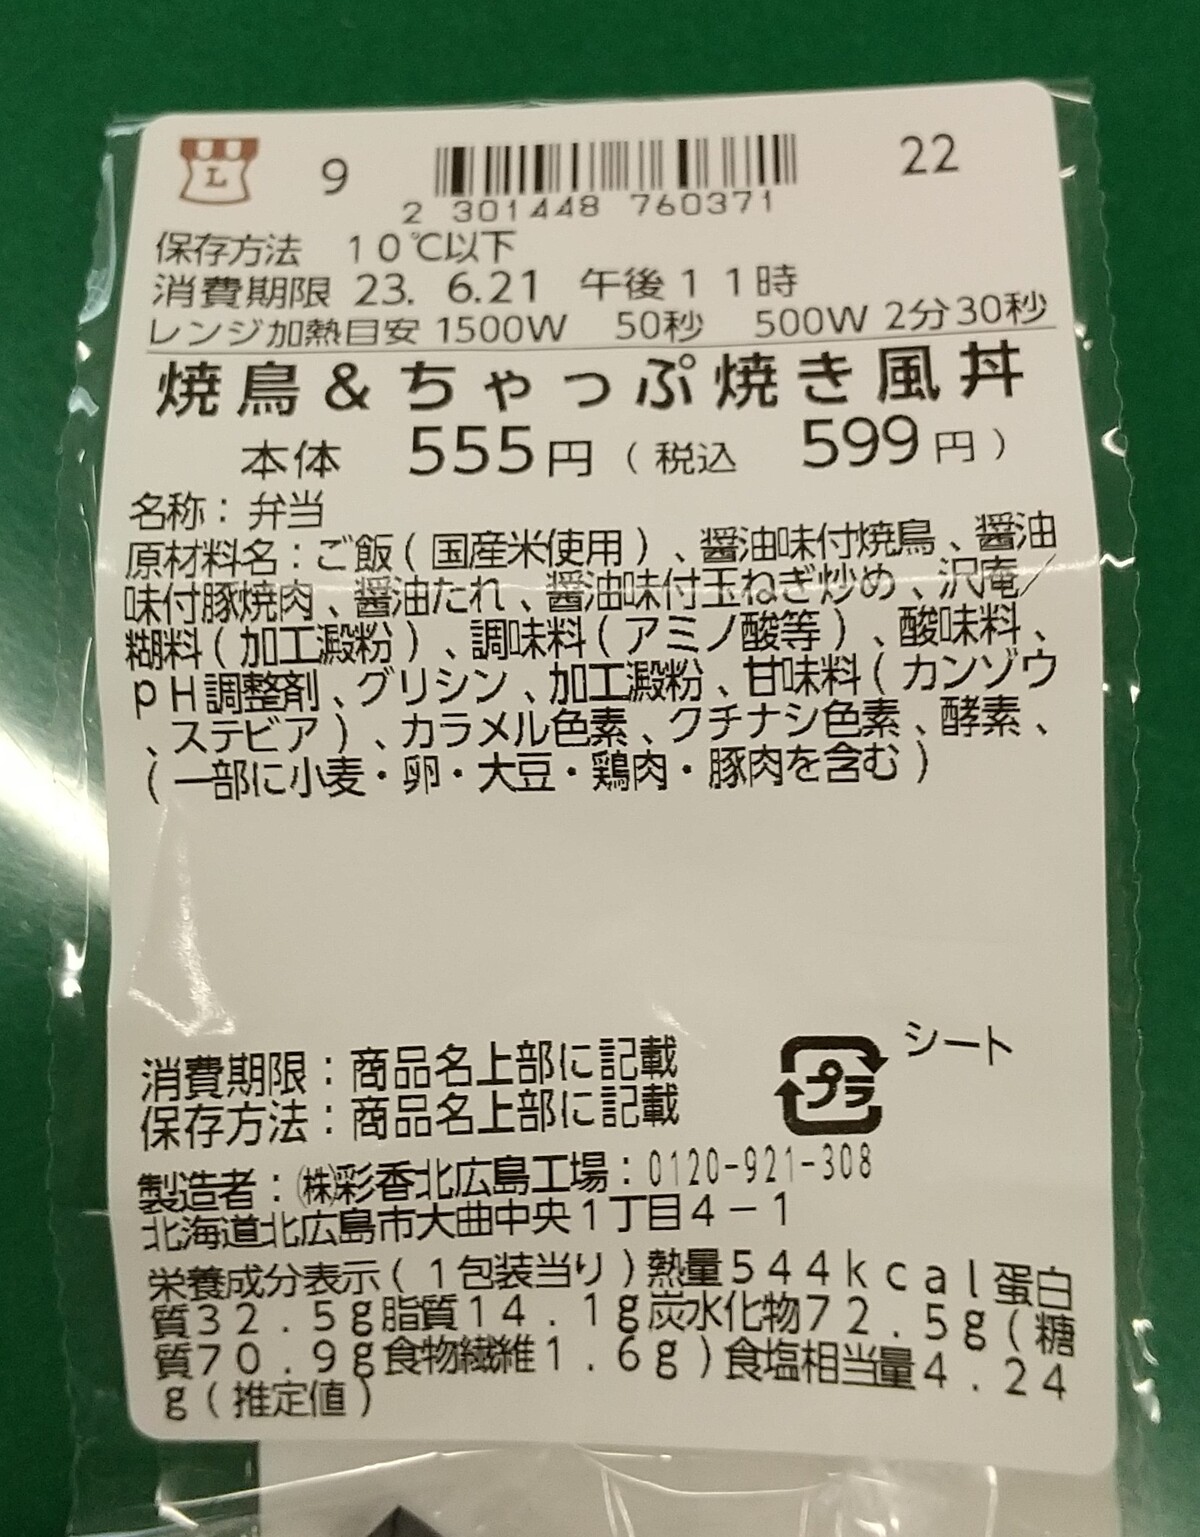 L 9 22
2 301448 760371
保存方法 10℃以下
消費期限 23. 6.21 午後11時
レンジ加熱目安 1500W 50秒 500W 2分30秒
焼鳥&ちゃっぷ焼き風丼
本体 555円(税込 599円)
名称:弁当
原材料名:ご飯(国産米使用)、醤油味付焼鳥、醤油
味付豚焼肉、醤油たれ、醤油味付玉ねぎ炒め、沢庵/
糊料(加工澱粉)、調味料(アミノ酸等)、酸味料、
pH調整剤、グリシン、加工澱粉、甘味料(カンゾウ
、ステビア)、カラメル色素、クチナシ色素、酵素、
(一部に小麦・卵・大豆・鶏肉・豚肉を含む)
消費期限:商品名上部に記載
保存方法:商品名上部に記載
プラ シート
製造者:㈱彩香北広島工場:0120-921-308
北海道北広島市大曲中央1丁目4-1
栄養成分表示(1包装当り)熱量544kcal蛋白
質32.5g脂質14.1g炭水化物72.5g(糖
質70.9g食物繊維1.6g)食塩相当量4.24
g(推定値)